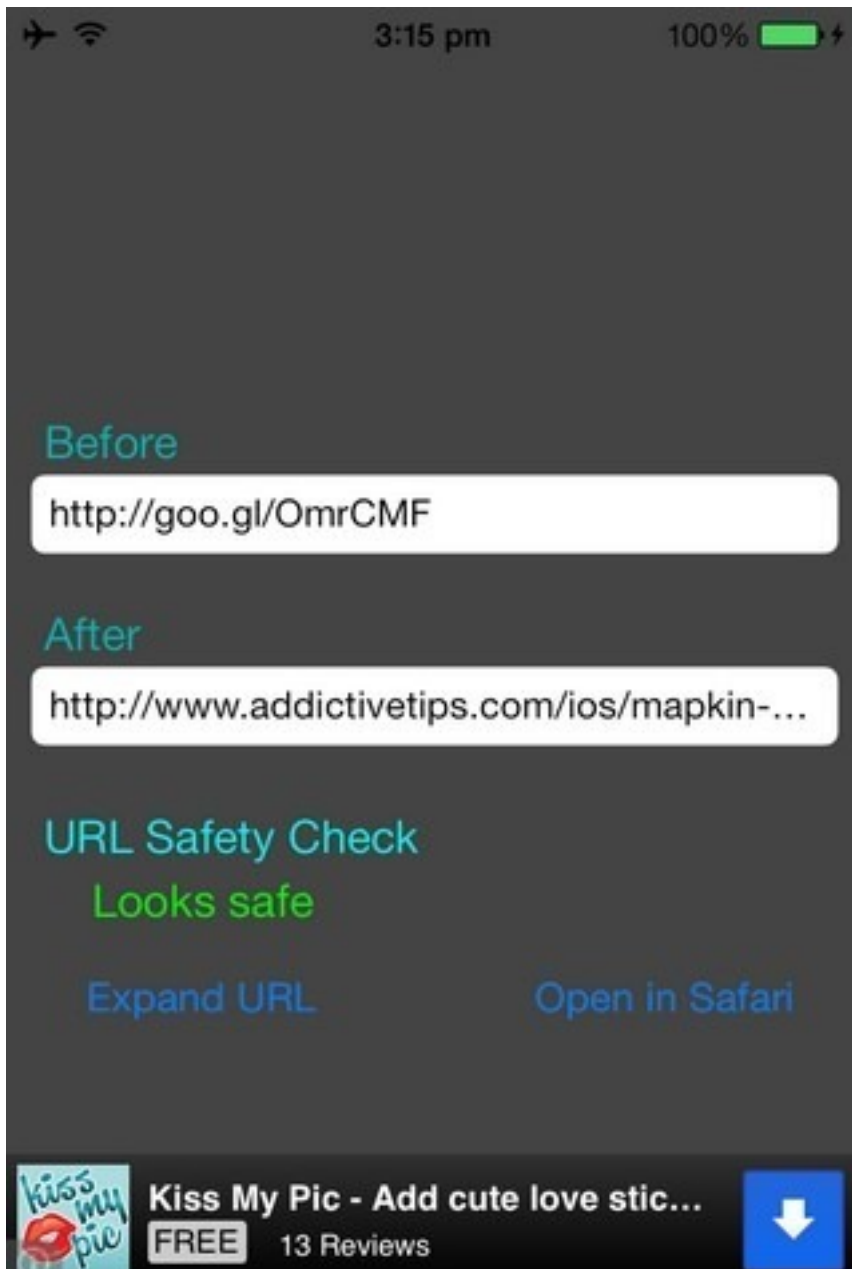 3:15 pm 100%
Before
http://goo.gl/OmrCMF
After
http://www.addictivetips.com/ios/mapkin-...
URL Safety Check
Looks safe
Expand URL Open in Safari
kiss my pic
Kiss My Pic - Add cute love stic...
FREE 13 Reviews